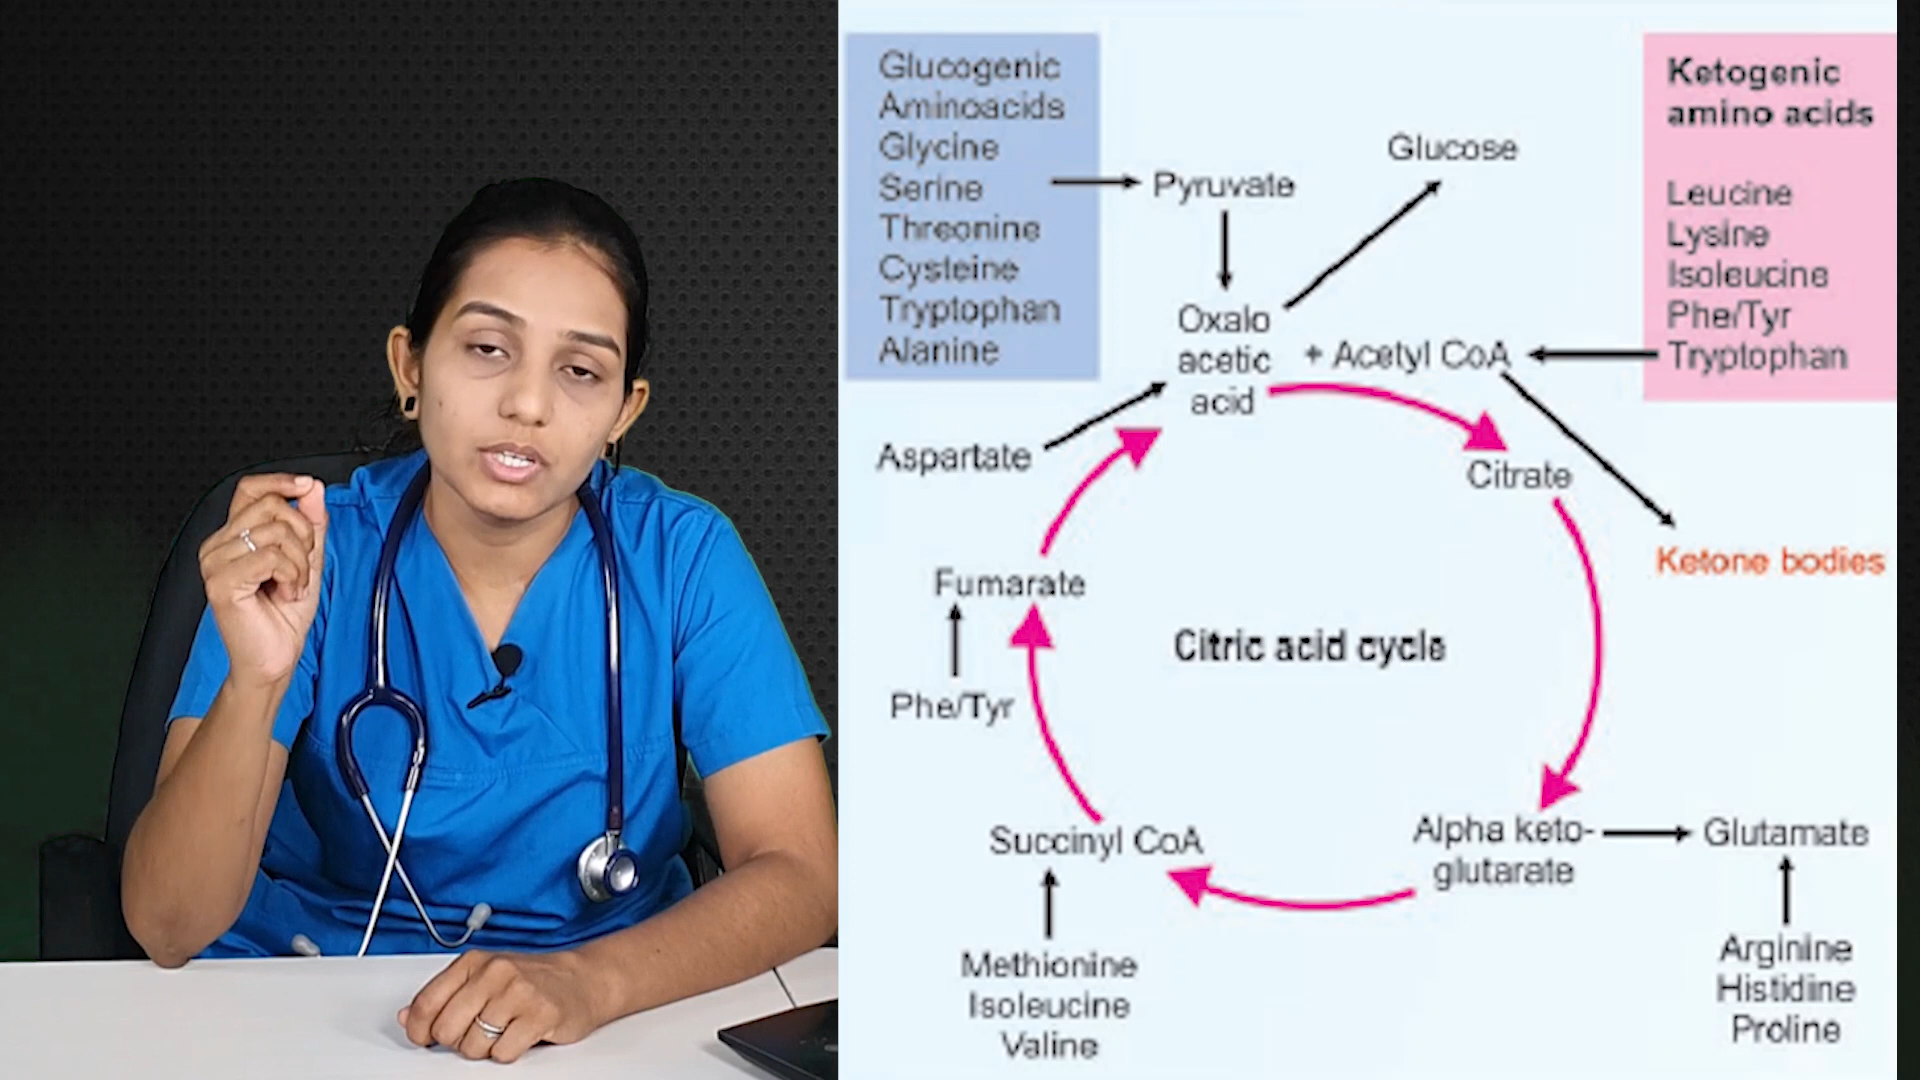 Glucogenic
Aminoacids
Glycine
Serine
Threonine
Cysteine
Tryptophan
Alanine
Pyruvate
Glucose
Ketogenic
amino acids
Leucine
Lysine
Isoleucine
Phe/Tyr
Tryptophan
Oxalo
acetic
acid
+ Acetyl CoA
Aspartate
Citrate
Ketone bodies
Fumarate
Citric acid cycle
Phe/Tyr
Succinyl CoA
Alpha keto-
glutarate
Glutamate
Methionine
Isoleucine
Valine
Arginine
Histidine
Proline